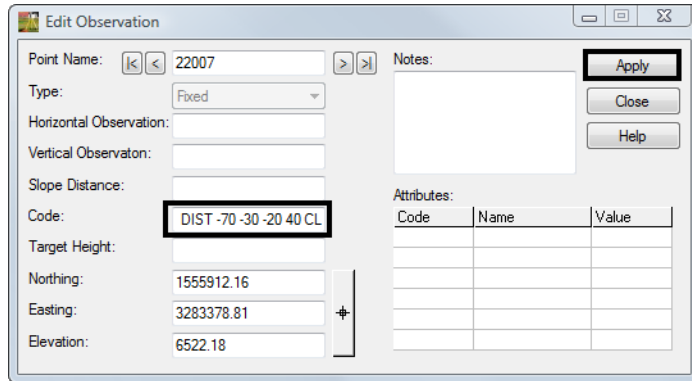 Edit Observation
Point Name: |< < 22007 > >|
Type: Fixed
Horizontal Observation:
Vertical Observaton:
Slope Distance:
Code: DIST -70 -30 -20 40 CL
Target Height:
Northing: 1555912.16
Easting: 3283378.81
Elevation: 6522.18
Notes:
Apply
Close
Help
Attributes:
Code Name Value